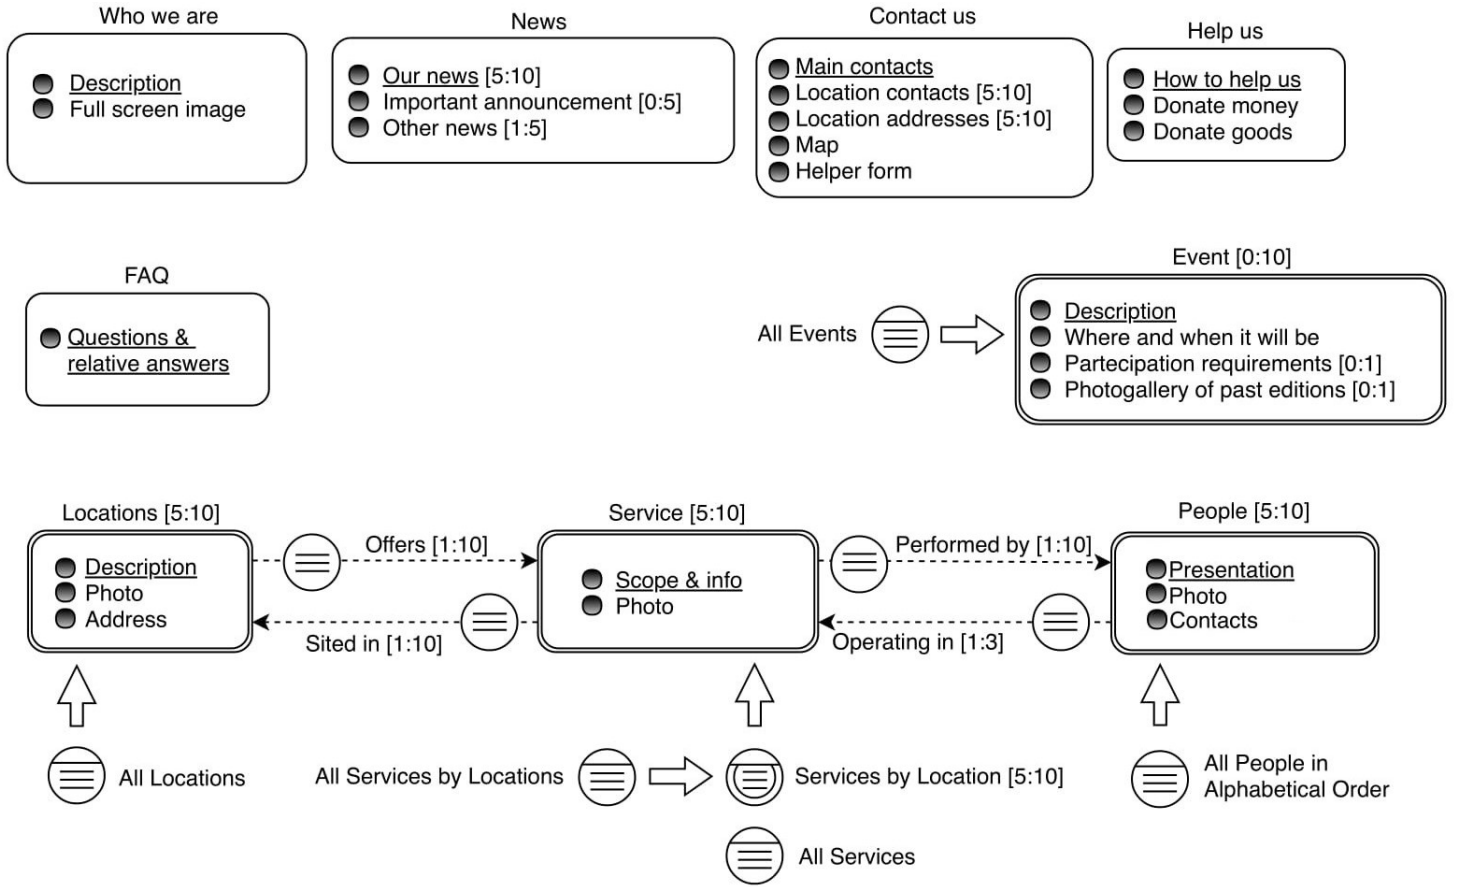 Who we are
Description
Full screen image
News
Our news [5:10]
Important announcement [0:5]
Other news [1:5]
Contact us
Main contacts
Location contacts [5:10]
Location addresses [5:10]
Map
Helper form
Help us
How to help us
Donate money
Donate goods
FAQ
Questions &
relative answers
All Events
Event [0:10]
Description
Where and when it will be
Partecipation requirements [0:1]
Photogallery of past editions [0:1]
Locations [5:10]
Description
Photo
Address
Offers [1:10]
Sited in [1:10]
Service [5:10]
Scope & info
Photo
Performed by [1:10]
Operating in [1:3]
People [5:10]
Presentation
Photo
Contacts
All Locations
All Services by Locations
Services by Location [5:10]
All Services
All People in
Alphabetical Order